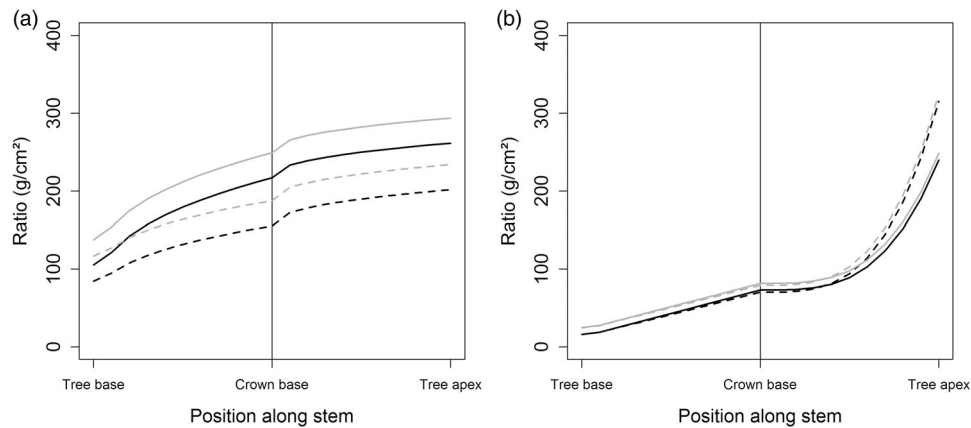 (a)
400
300
200
100
0
Ratio (g/cm²)
Tree base
Crown base
Tree apex
Position along stem
(b)
400
300
200
100
0
Ratio (g/cm²)
Tree base
Crown base
Tree apex
Position along stem